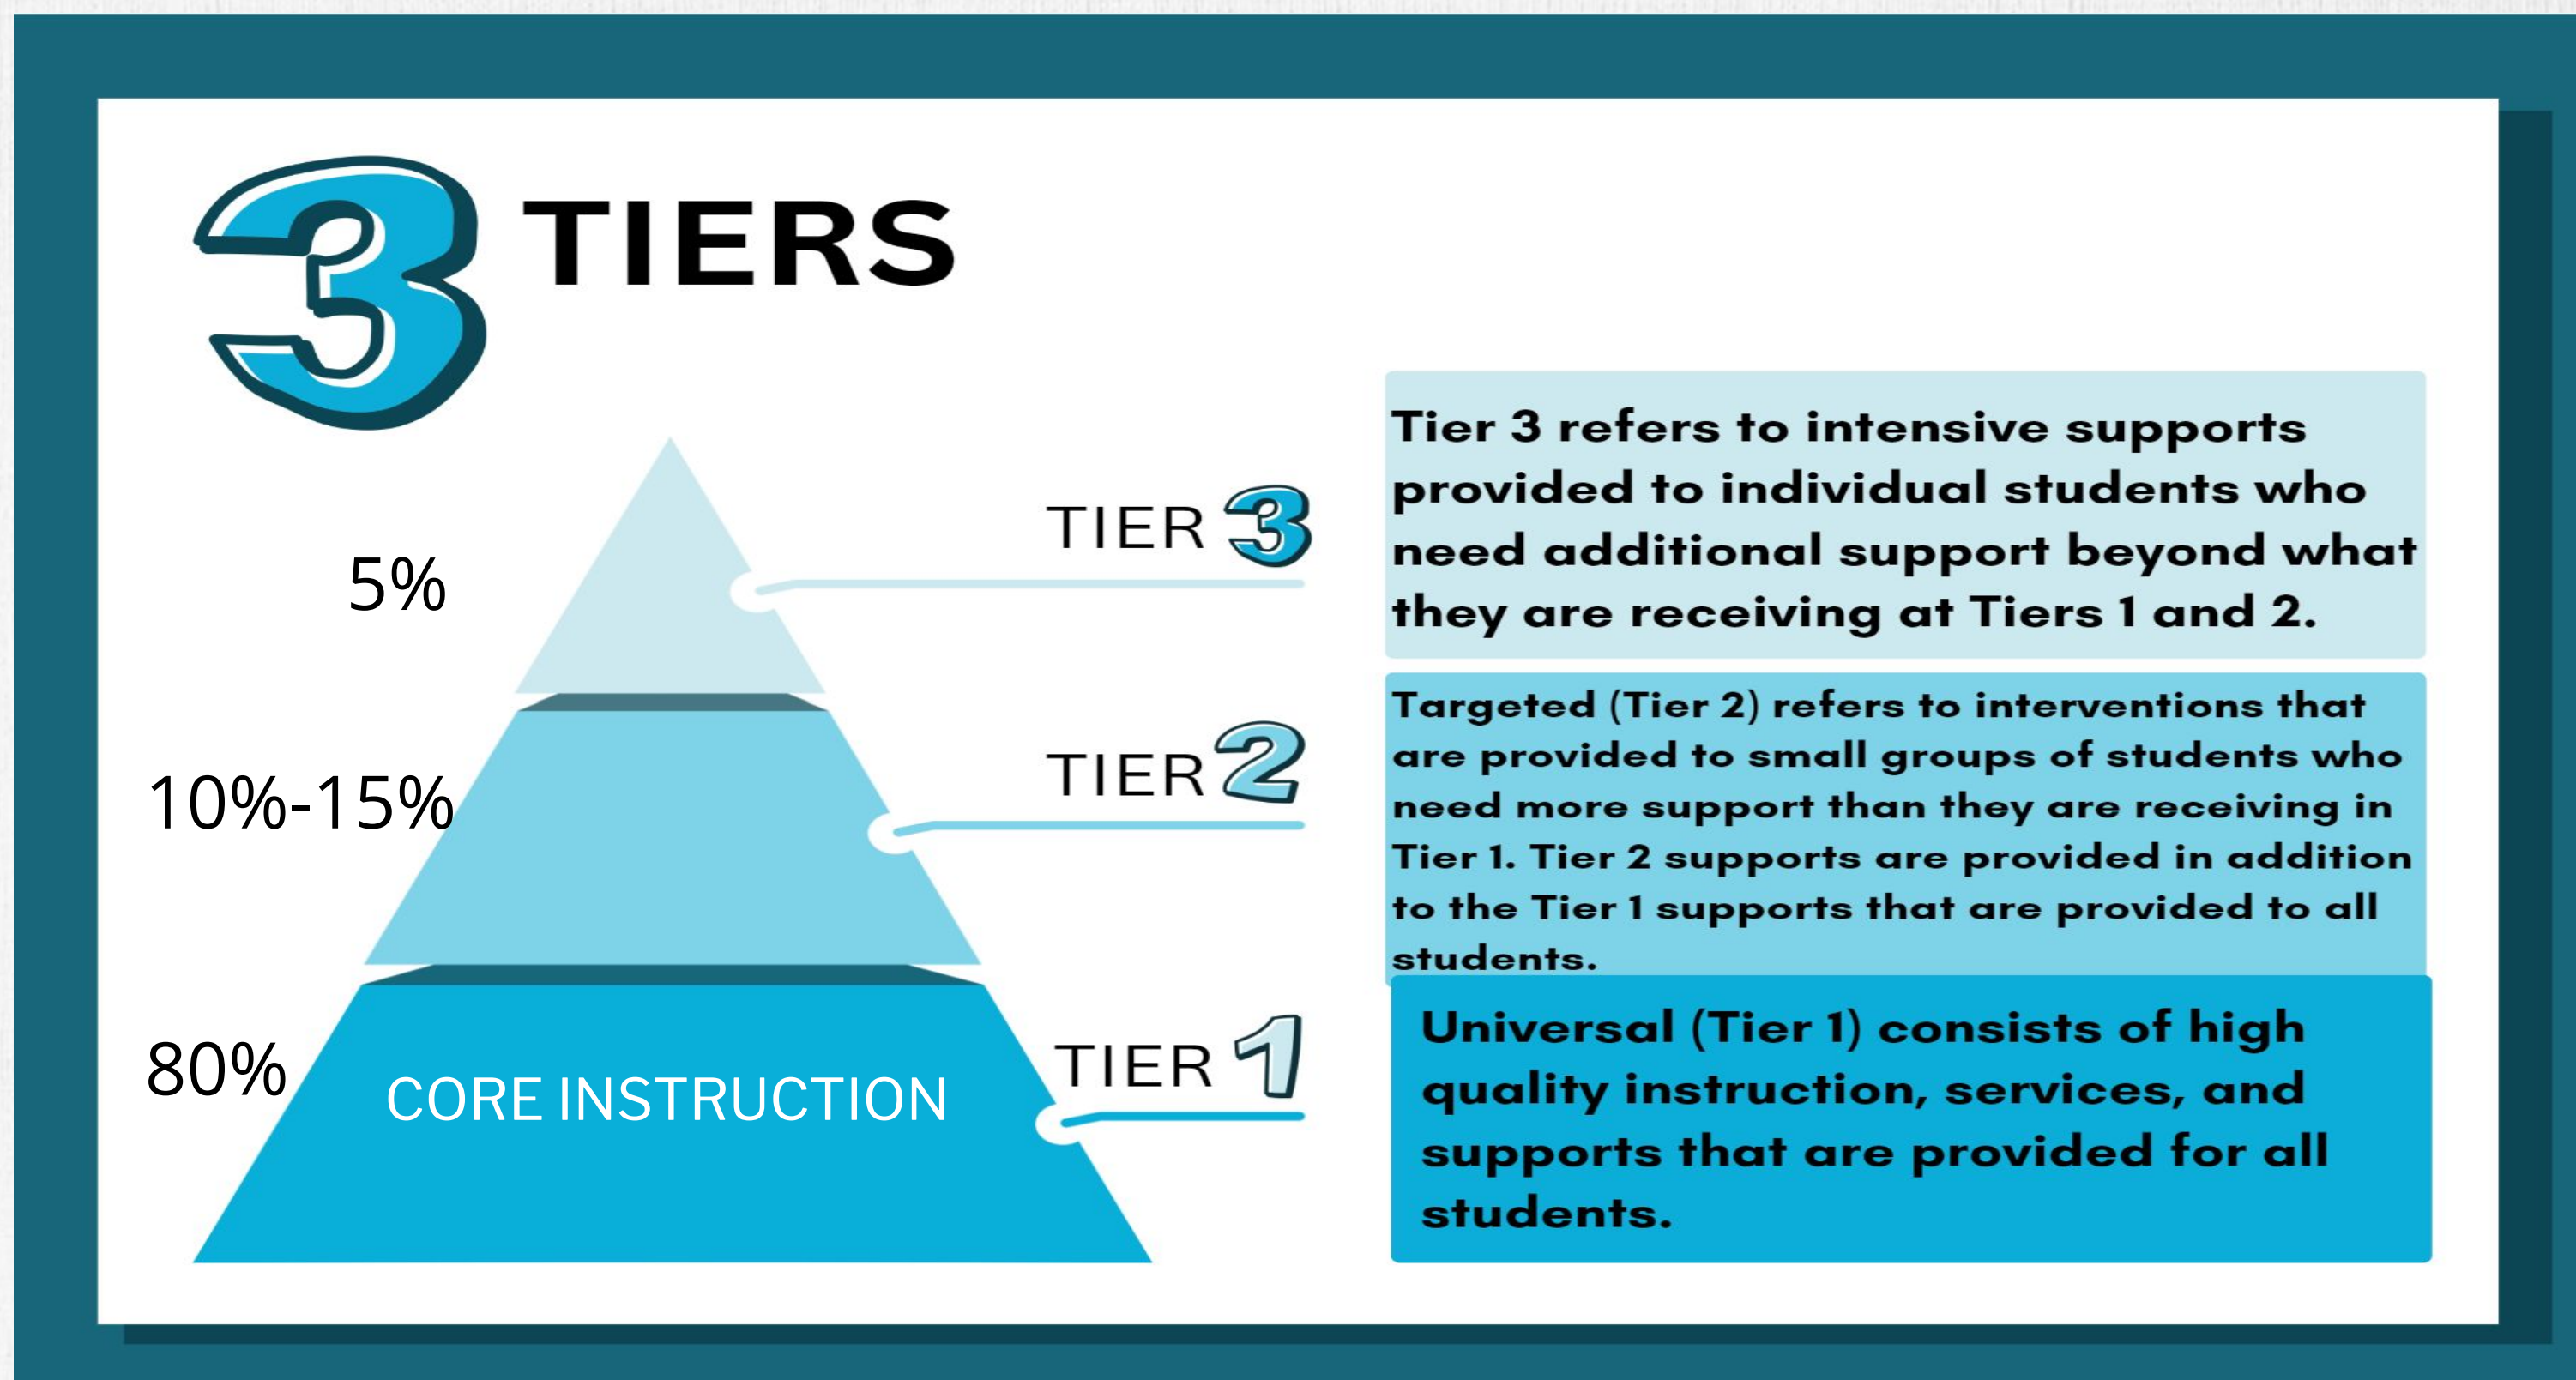 3 TIERS
5%
TIER 3
Tier 3 refers to intensive supports
provided to individual students who
need additional support beyond what
they are receiving at Tiers 1 and 2.
10%-15%
TIER 2
Targeted (Tier 2) refers to interventions that
are provided to small groups of students who
need more support than they are receiving in
Tier 1. Tier 2 supports are provided in addition
to the Tier 1 supports that are provided to all
students.
80%
CORE INSTRUCTION
TIER 1
Universal (Tier 1) consists of high
quality instruction, services, and
supports that are provided for all
students.